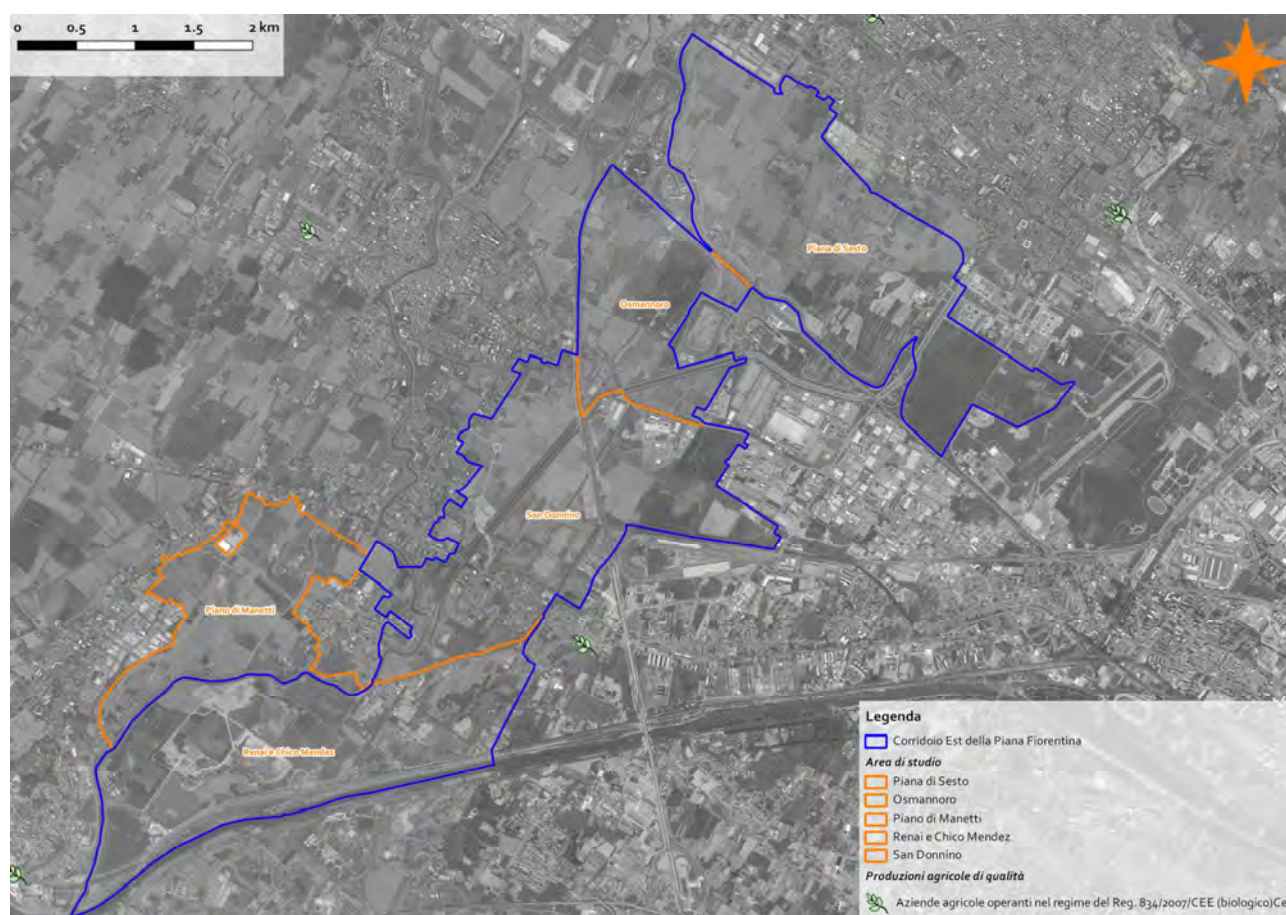 0 0.5 1 1.5 2 km
Piana di Sesto
Osmannoro
San Donnino
Piano di Manetti
Renai e Chico Mendez
Legenda
Corridoio Est della Piana Fiorentina
Area di studio
Piana di Sesto
Osmannoro
Piano di Manetti
Renai e Chico Mendez
San Donnino
Produzioni agricole di qualità
Aziende agricole operanti nel regime del Reg. 834/2007/CEE (biologico)Ca